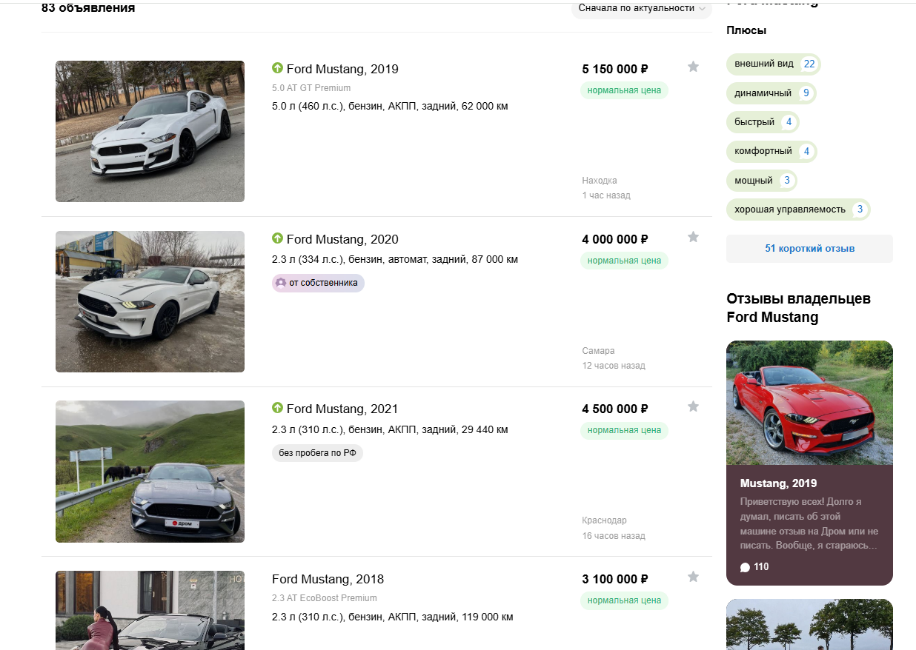 83 объявления
Сначала по актуальности
Ford Mustang, 2019
5.0 AT GT Premium
5.0 л (460 л.с.), бензин, АКПП, задний, 62 000 км
5 150 000 ₽
нормальная цена
Находка
1 час назад
Ford Mustang, 2020
2.3 л (334 л.с.), бензин, автомат, задний, 87 000 км
от собственника
4 000 000 ₽
нормальная цена
Самара
12 часов назад
Ford Mustang, 2021
2.3 л (310 л.с.), бензин, АКПП, задний, 29 440 км
без пробега по РФ
4 500 000 ₽
нормальная цена
Краснодар
16 часов назад
дром
Ford Mustang, 2018
2.3 AT EcoBoost Premium
2.3 л (310 л.с.), бензин, АКПП, задний, 119 000 км
3 100 000 ₽
нормальная цена
Ford Mustang
Плюсы
внешний вид 22
динамичный 9
быстрый 4
комфортный 4
мощный 3
хорошая управляемость 3
51 короткий отзыв
Отзывы владельцев
Ford Mustang
Mustang, 2019
Приветствую всех! Долго я
думал, писать об этой
машине отзыв на Дром или не
писать. Вообще, я стараюсь...
110